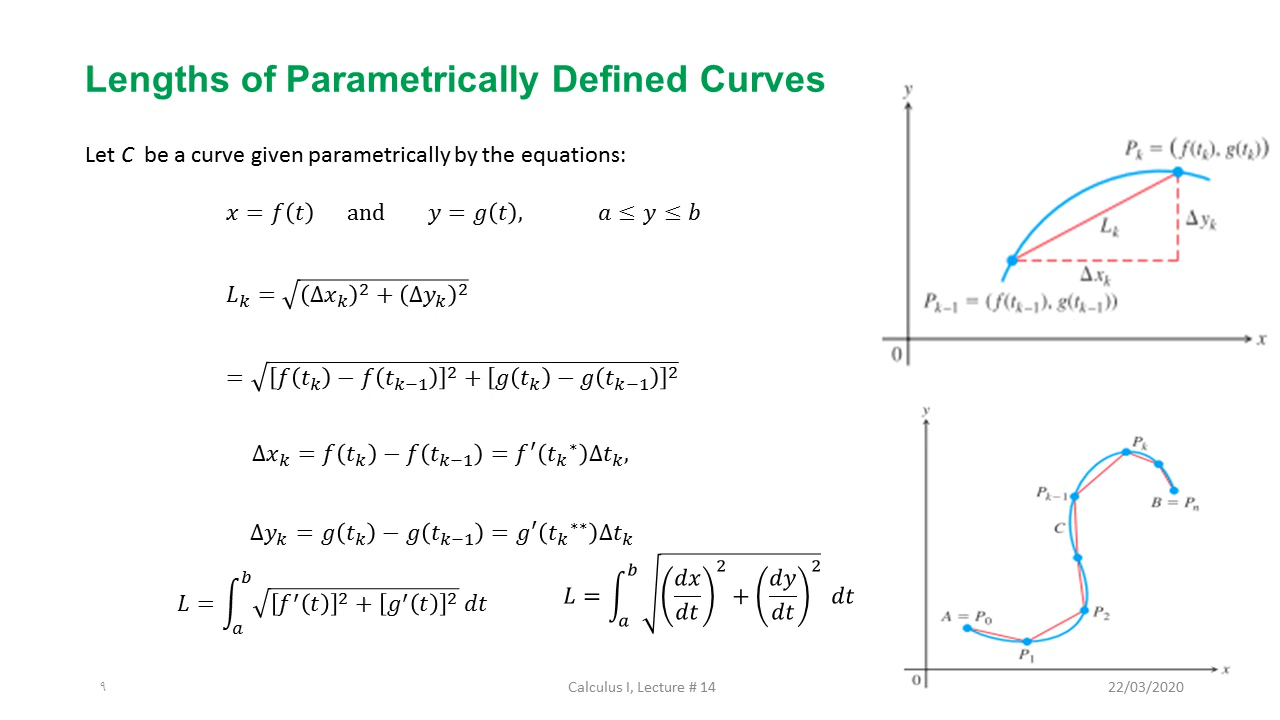 Lengths of Parametrically Defined Curves
Let C be a curve given parametrically by the equations:
x = f(t) and y = g(t), a ≤ y ≤ b
L_k = √((Δx_k)² + (Δy_k)²)
= √([f(t_k) − f(t_{k−1})]² + [g(t_k) − g(t_{k−1})]²)
Δx_k = f(t_k) − f(t_{k−1}) = f′(t_k*)Δt_k,
Δy_k = g(t_k) − g(t_{k−1}) = g′(t_k**)Δt_k
L = ∫_a^b √([f′(t)]² + [g′(t)]²) dt
L = ∫_a^b √((dx/dt)² + (dy/dt)²) dt
y
P_k = (f(t_k), g(t_k))
L_k
Δy_k
Δx_k
P_{k−1} = (f(t_{k−1}), g(t_{k−1}))
0
x
y
P_k
P_{k−1}
B = P_n
C
A = P_0
P_2
P_1
0
x
٩
Calculus I, Lecture # 14
22/03/2020